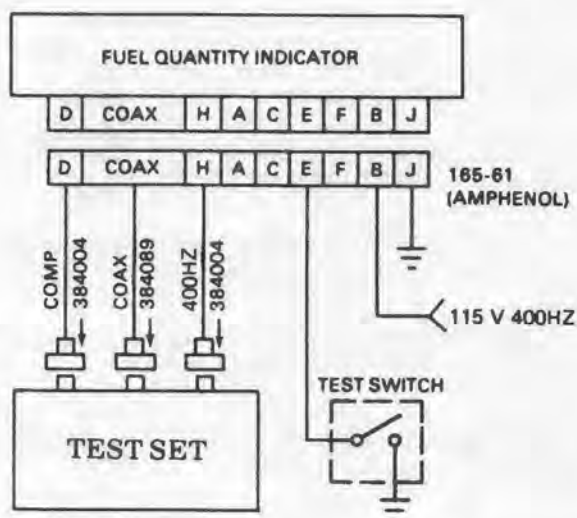 FUEL QUANTITY INDICATOR
D COAX H A C E F B J
D COAX H A C E F B J
165-61
(AMPHENOL)
COMP
384004
COAX
384089
400HZ
384004
115 V 400HZ
TEST SWITCH
TEST SET